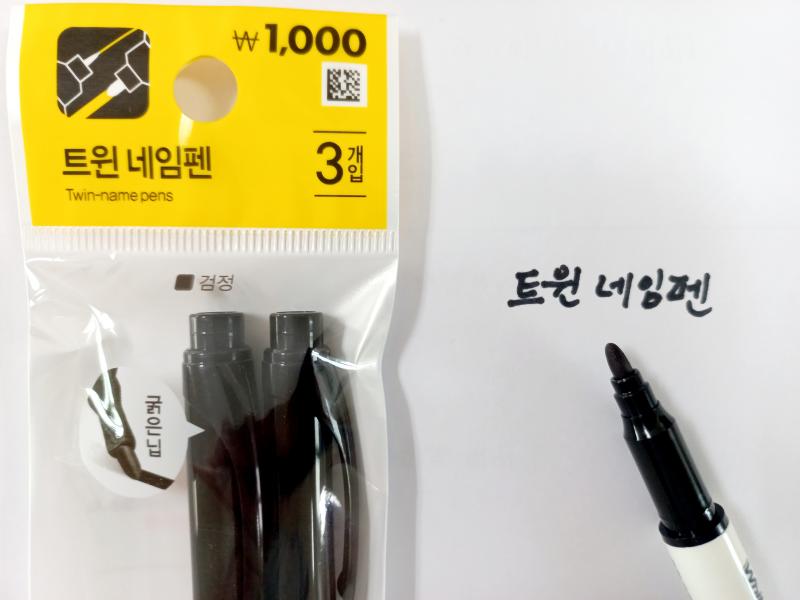 ₩1,000
트윈 네임펜
Twin-name pens
3개입
검정
굵은닙
트윈 네임펜